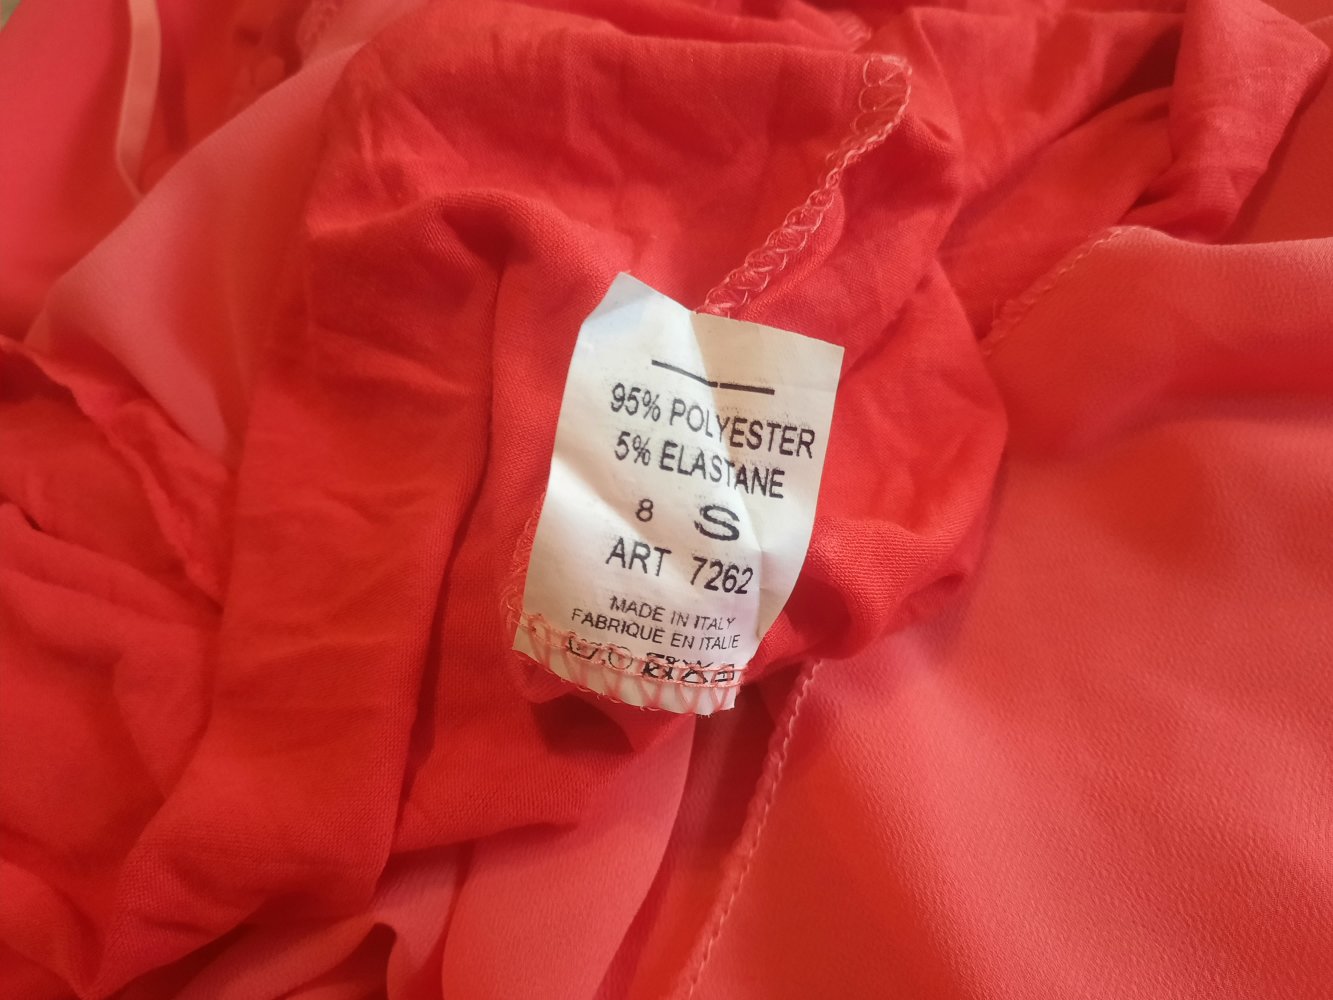 95% POLYESTER
5% ELASTANE
8 S
ART 7262
MADE IN ITALY
FABRIQUE EN ITALIE